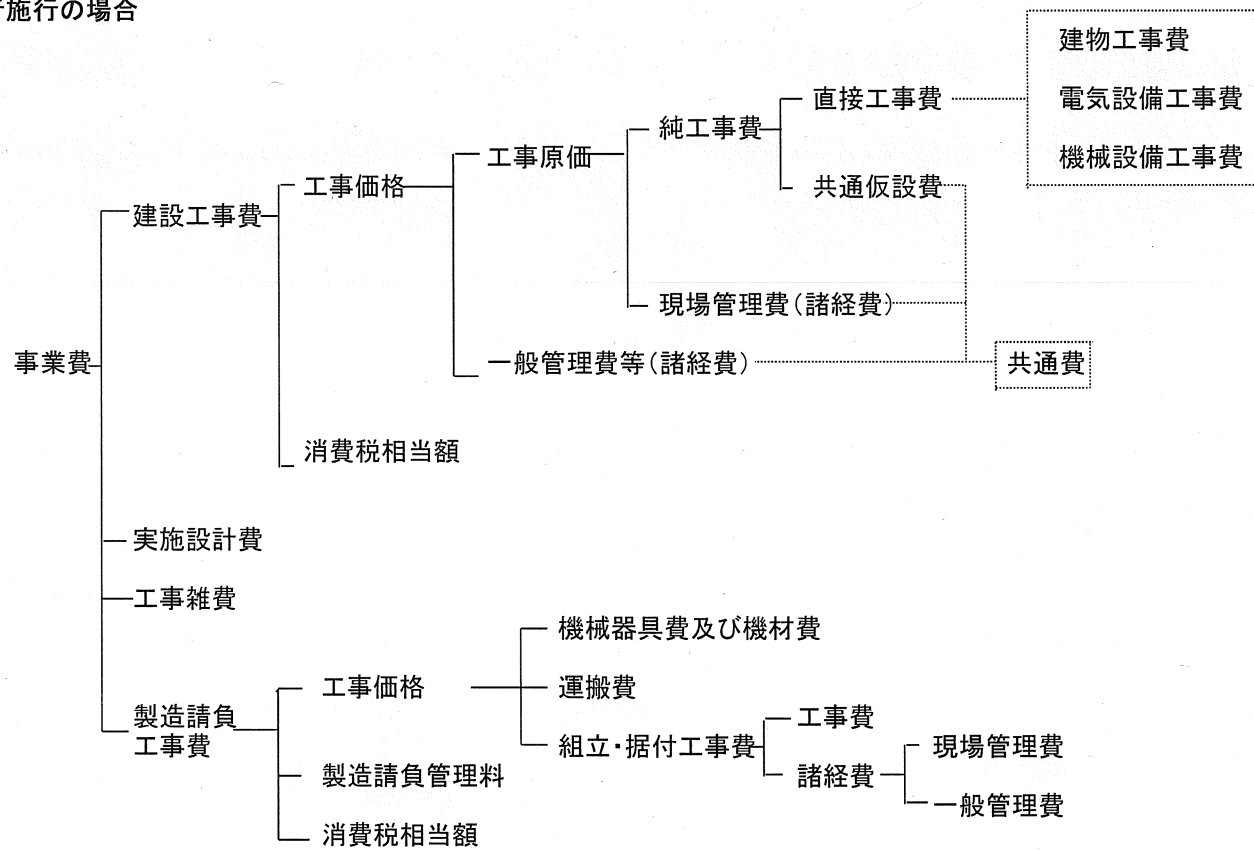 施行の場合
建物工事費
直接工事費
電気設備工事費
純工事費
工事原価
機械設備工事費
工事価格
共通仮設費
建設工事費
現場管理費(諸経費)
事業費
一般管理費等(諸経費)
共通費
消費税相当額
実施設計費
工事雑費
機械器具費及び機材費
工事価格
運搬費
製造請負
工事費
工事費
組立・据付工事費
現場管理費
製造請負管理料
諸経費
一般管理費
消費税相当額